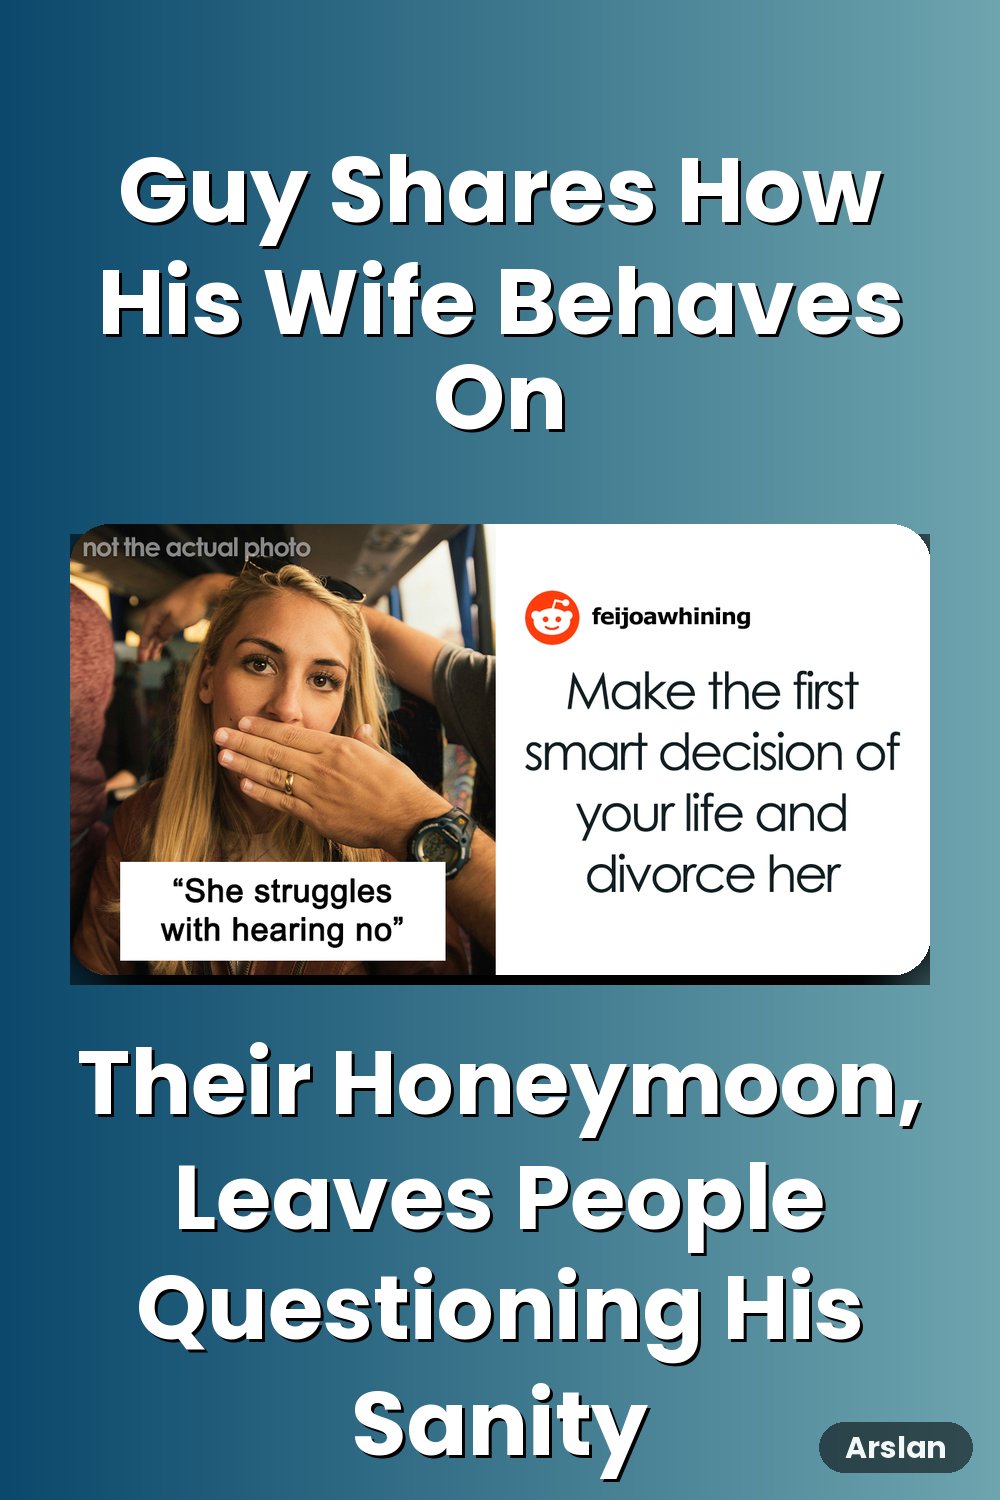 Guy Shares How
His Wife Behaves
On
not the actual photo
“She struggles
with hearing no”
feijoawhining
Make the first
smart decision of
your life and
divorce her
Their Honeymoon,
Leaves People
Questioning His
Sanity
Arslan